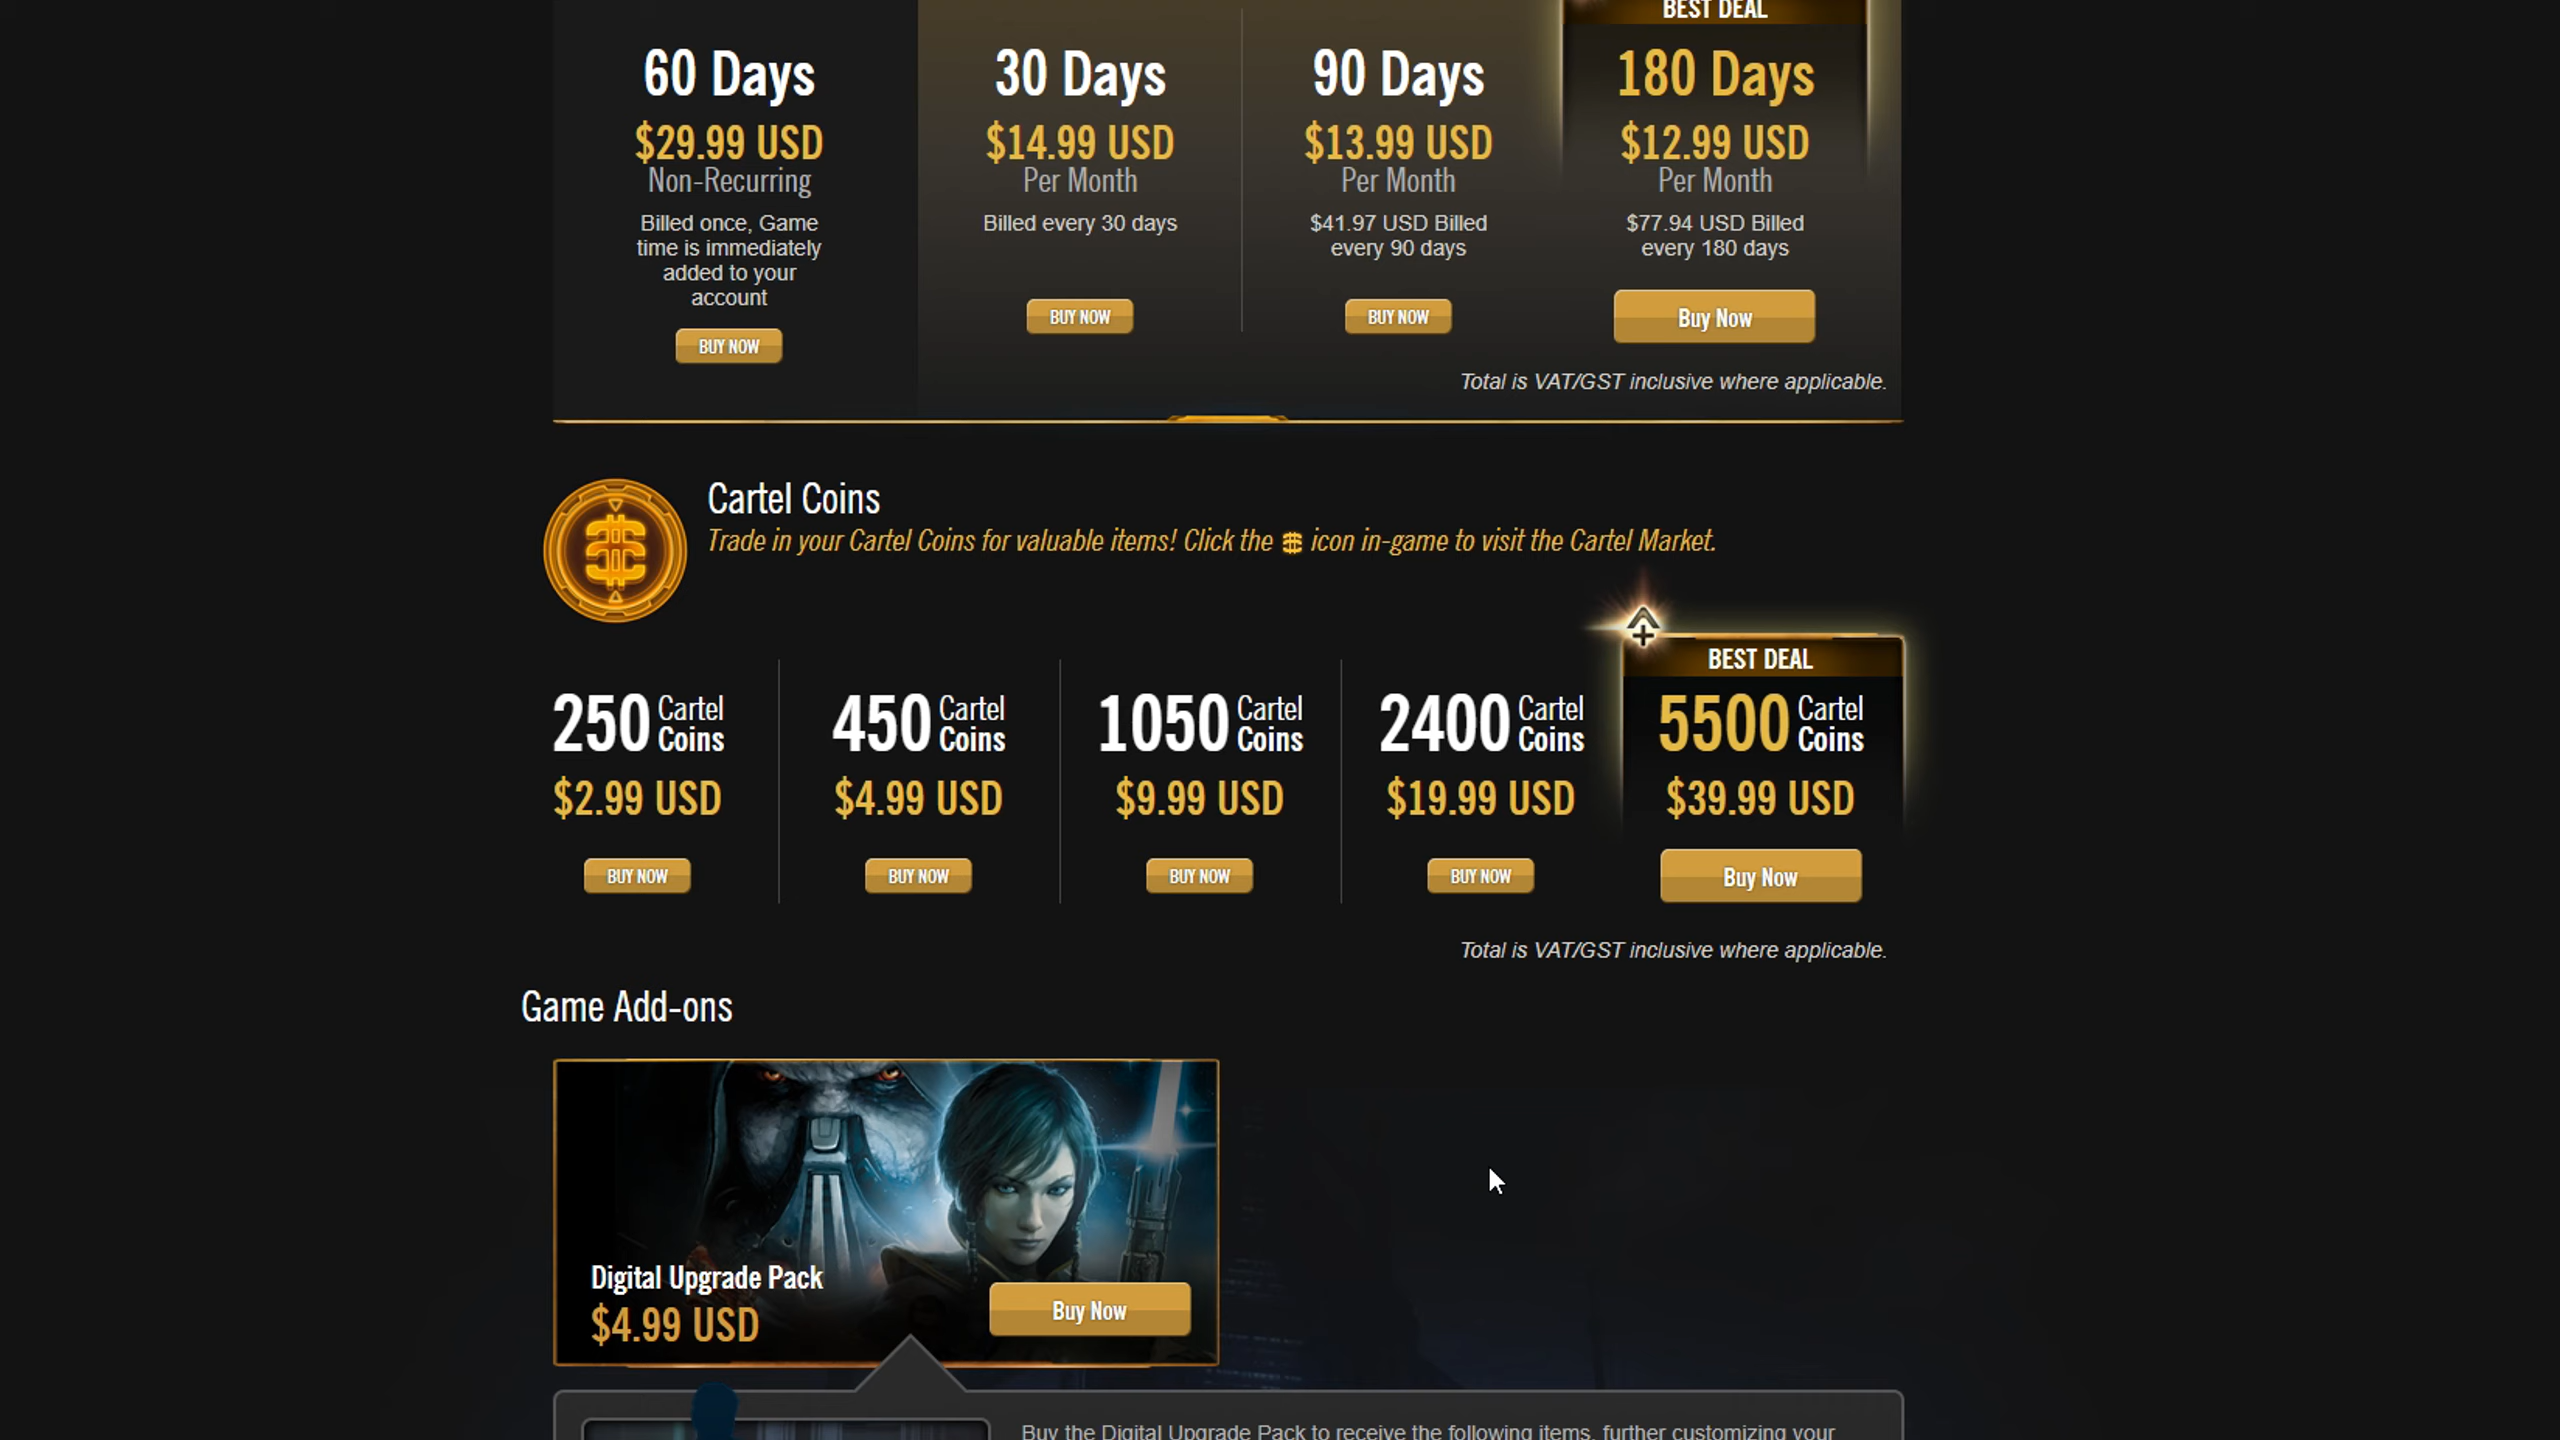 BEST DEAL
60 Days
$29.99 USD
Non-Recurring
Billed once, Game
time is immediately
added to your
account
BUY NOW
30 Days
$14.99 USD
Per Month
Billed every 30 days
BUY NOW
90 Days
$13.99 USD
Per Month
$41.97 USD Billed
every 90 days
BUY NOW
180 Days
$12.99 USD
Per Month
$77.94 USD Billed
every 180 days
Buy Now
Total is VAT/GST inclusive where applicable.
Cartel Coins
Trade in your Cartel Coins for valuable items! Click the icon in-game to visit the Cartel Market.
250 Cartel Coins
$2.99 USD
BUY NOW
450 Cartel Coins
$4.99 USD
BUY NOW
1050 Cartel Coins
$9.99 USD
BUY NOW
2400 Cartel Coins
$19.99 USD
BUY NOW
BEST DEAL
5500 Cartel Coins
$39.99 USD
Buy Now
Total is VAT/GST inclusive where applicable.
Game Add-ons
Digital Upgrade Pack
$4.99 USD
Buy Now
Buy the Digital Upgrade Pack to receive the following items, further customizing your